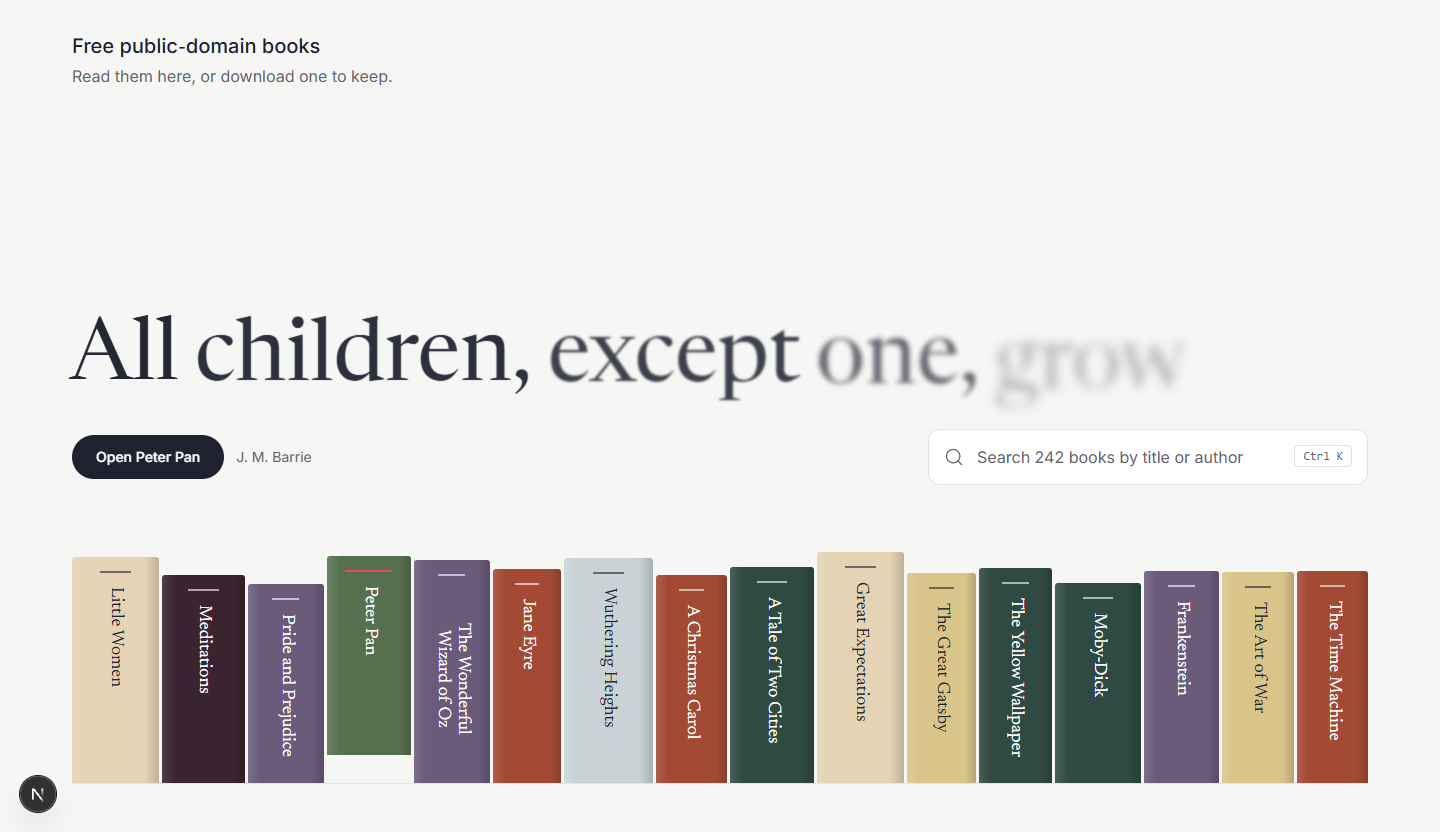 Free public-domain books
Read them here, or download one to keep.
All children, except one, grow
Open Peter Pan
J. M. Barrie
Search 242 books by title or author
Ctrl K
Little Women
Meditations
Pride and Prejudice
Peter Pan
The Wonderful
Wizard of Oz
Jane Eyre
Wuthering Heights
A Christmas Carol
A Tale of Two Cities
Great Expectations
The Great Gatsby
The Yellow Wallpaper
Moby-Dick
Frankenstein
The Art of War
The Time Machine
N